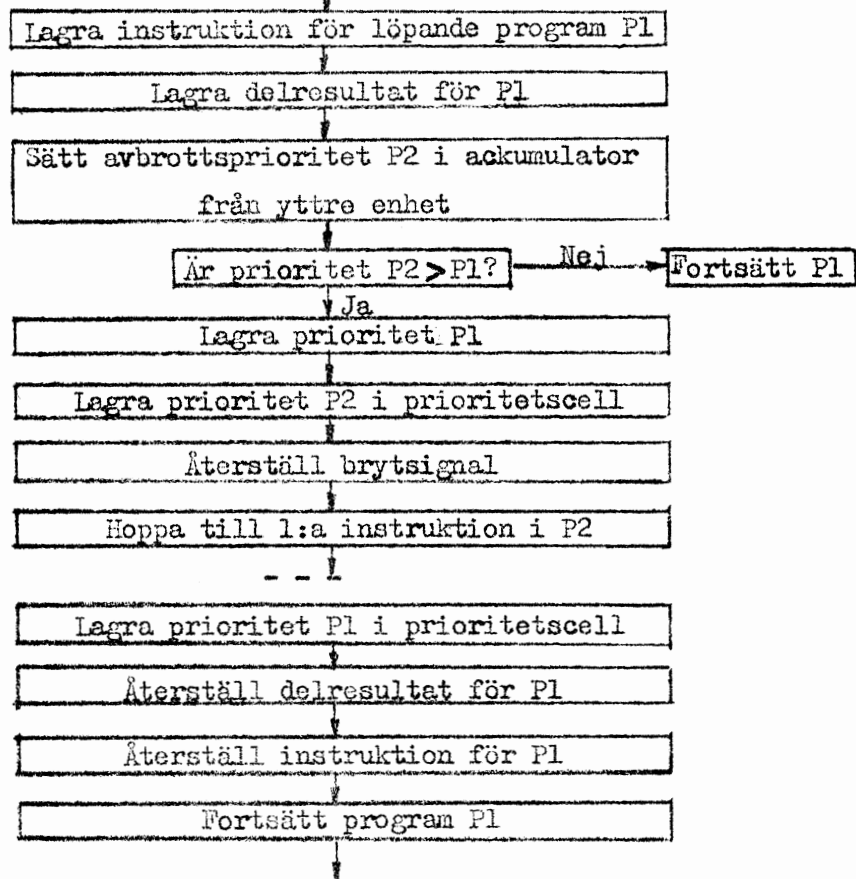 Lagra instruktion för löpande program P1
Lagra delresultat för P1
Sätt avbrottsprioritet P2 i ackumulator
från yttre enhet
Är prioritet P2 > P1?
Nej
Fortsätt P1
Ja
Lagra prioritet P1
Lagra prioritet P2 i prioritetscell
Återställ brytsignal
Hoppa till 1:a instruktion i P2
- - -
Lagra prioritet P1 i prioritetscell
Återställ delresultat för P1
Återställ instruktion för P1
Fortsätt program P1